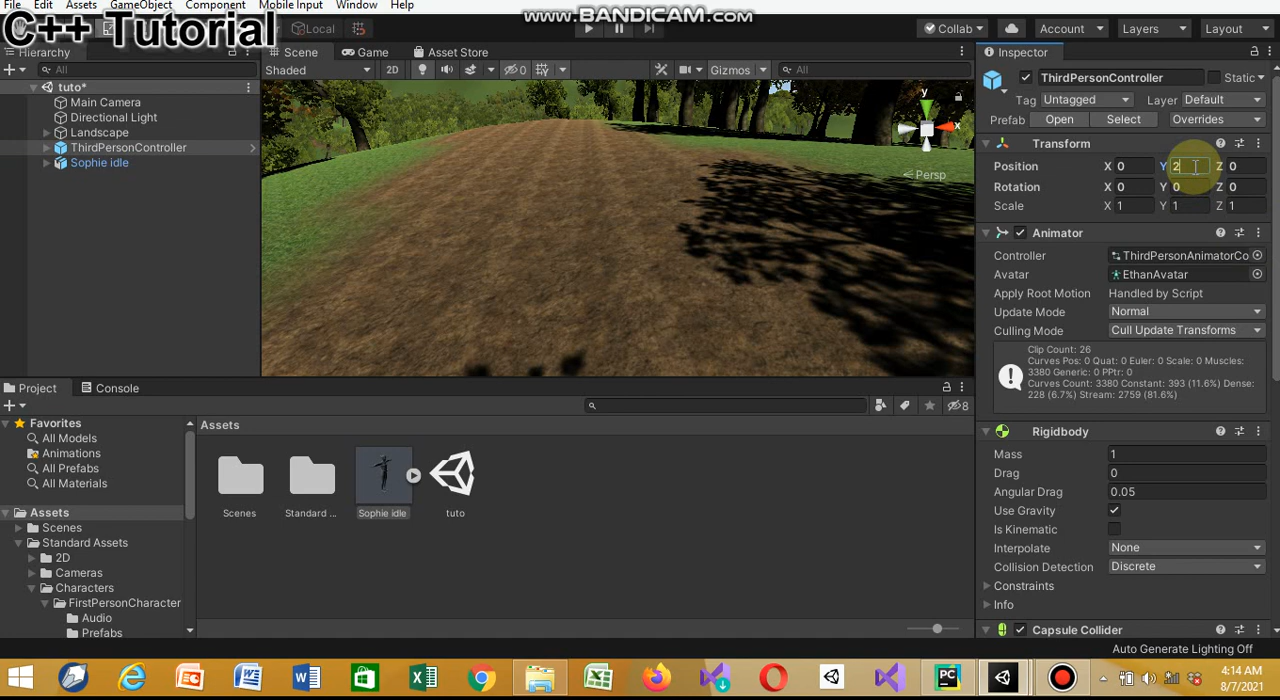 File Edit Assets GameObject Component Mobile Input Window Help
www.BANDICAM.com
C++ Tutorial
Local
Collab
Account
Layers
Layout
Hierarchy
All
tuto*
Main Camera
Directional Light
Landscape
ThirdPersonController
Sophie idle
Scene
Game
Asset Store
Shaded
2D
0
Gizmos
All
y
x
Persp
Inspector
ThirdPersonController
Static
Tag Untagged Layer Default
Prefab Open Select Overrides
Transform
Position X 0 Y 2 Z 0
Rotation X 0 Y 0 Z 0
Scale X 1 Y 1 Z 1
Animator
Controller ThirdPersonAnimatorCo
Avatar EthanAvatar
Apply Root Motion Handled by Script
Update Mode Normal
Culling Mode Cull Update Transforms
Clip Count: 26
Curves Pos: 0 Quat: 0 Euler: 0 Scale: 0 Muscles:
3380 Generic: 0 PPtr: 0
Curves Count: 3380 Constant: 393 (11.6%) Dense:
228 (6.7%) Stream: 2759 (81.6%)
Rigidbody
Mass 1
Drag 0
Angular Drag 0.05
Use Gravity
Is Kinematic
Interpolate None
Collision Detection Discrete
Constraints
Info
Capsule Collider
Auto Generate Lighting Off
Project
Console
8
Favorites
All Models
Animations
All Prefabs
All Materials
Assets
Scenes
Standard Assets
2D
Cameras
Characters
FirstPersonCharacter
Audio
Prefabs
Assets
Scenes
Standard ...
Sophie idle
tuto
4:14 AM
8/7/2021